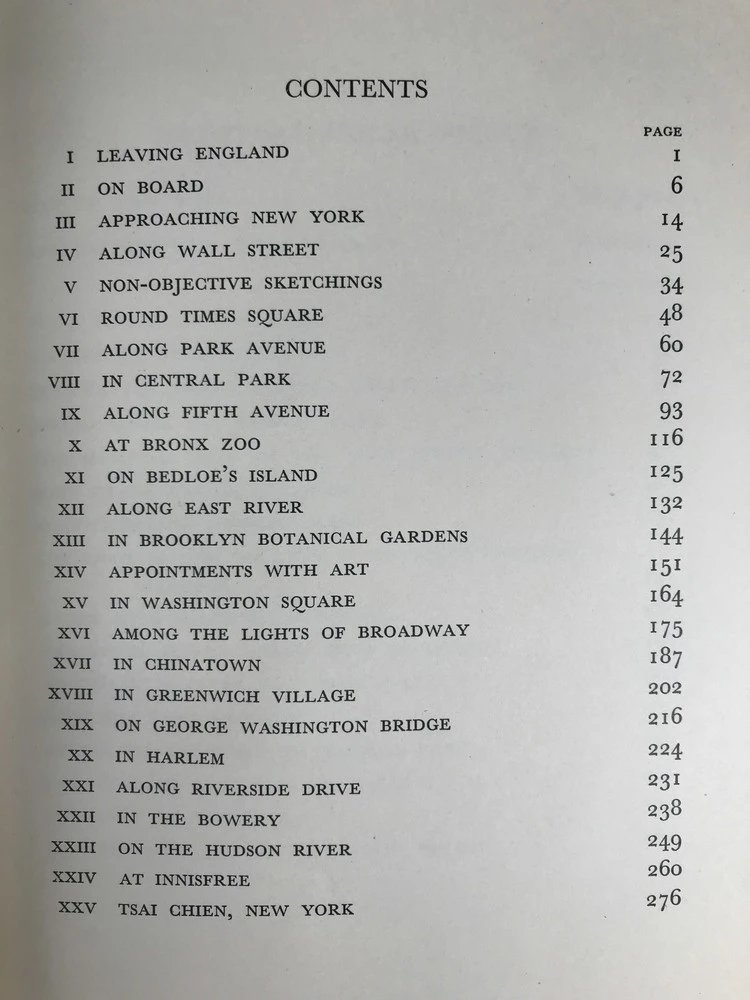 CONTENTS
PAGE
I LEAVING ENGLAND 1
II ON BOARD 6
III APPROACHING NEW YORK 14
IV ALONG WALL STREET 25
V NON-OBJECTIVE SKETCHINGS 34
VI ROUND TIMES SQUARE 48
VII ALONG PARK AVENUE 60
VIII IN CENTRAL PARK 72
IX ALONG FIFTH AVENUE 93
X AT BRONX ZOO 116
XI ON BEDLOE'S ISLAND 125
XII ALONG EAST RIVER 132
XIII IN BROOKLYN BOTANICAL GARDENS 144
XIV APPOINTMENTS WITH ART 151
XV IN WASHINGTON SQUARE 164
XVI AMONG THE LIGHTS OF BROADWAY 175
XVII IN CHINATOWN 187
XVIII IN GREENWICH VILLAGE 202
XIX ON GEORGE WASHINGTON BRIDGE 216
XX IN HARLEM 224
XXI ALONG RIVERSIDE DRIVE 231
XXII IN THE BOWERY 238
XXIII ON THE HUDSON RIVER 249
XXIV AT INNISFREE 260
XXV TSAI CHIEN, NEW YORK 276